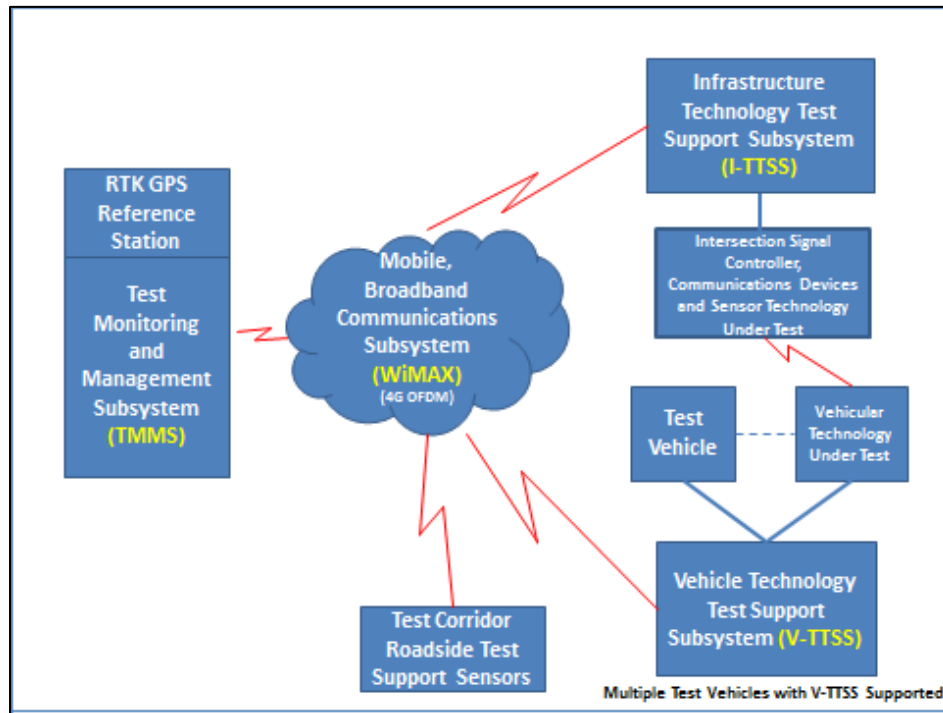 RTK GPS
Reference
Station
Test
Monitoring
and
Management
Subsystem
(TMMS)
Mobile,
Broadband
Communications
Subsystem
(WiMAX)
(4G OFDM)
Infrastructure
Technology Test
Support Subsystem
(I-TTSS)
Intersection Signal
Controller,
Communications Devices
and Sensor Technology
Under Test
Test
Vehicle
Vehicular
Technology
Under Test
Vehicle Technology
Test Support
Subsystem (V-TTSS)
Test Corridor
Roadside Test
Support Sensors
Multiple Test Vehicles with V-TTSS Supported